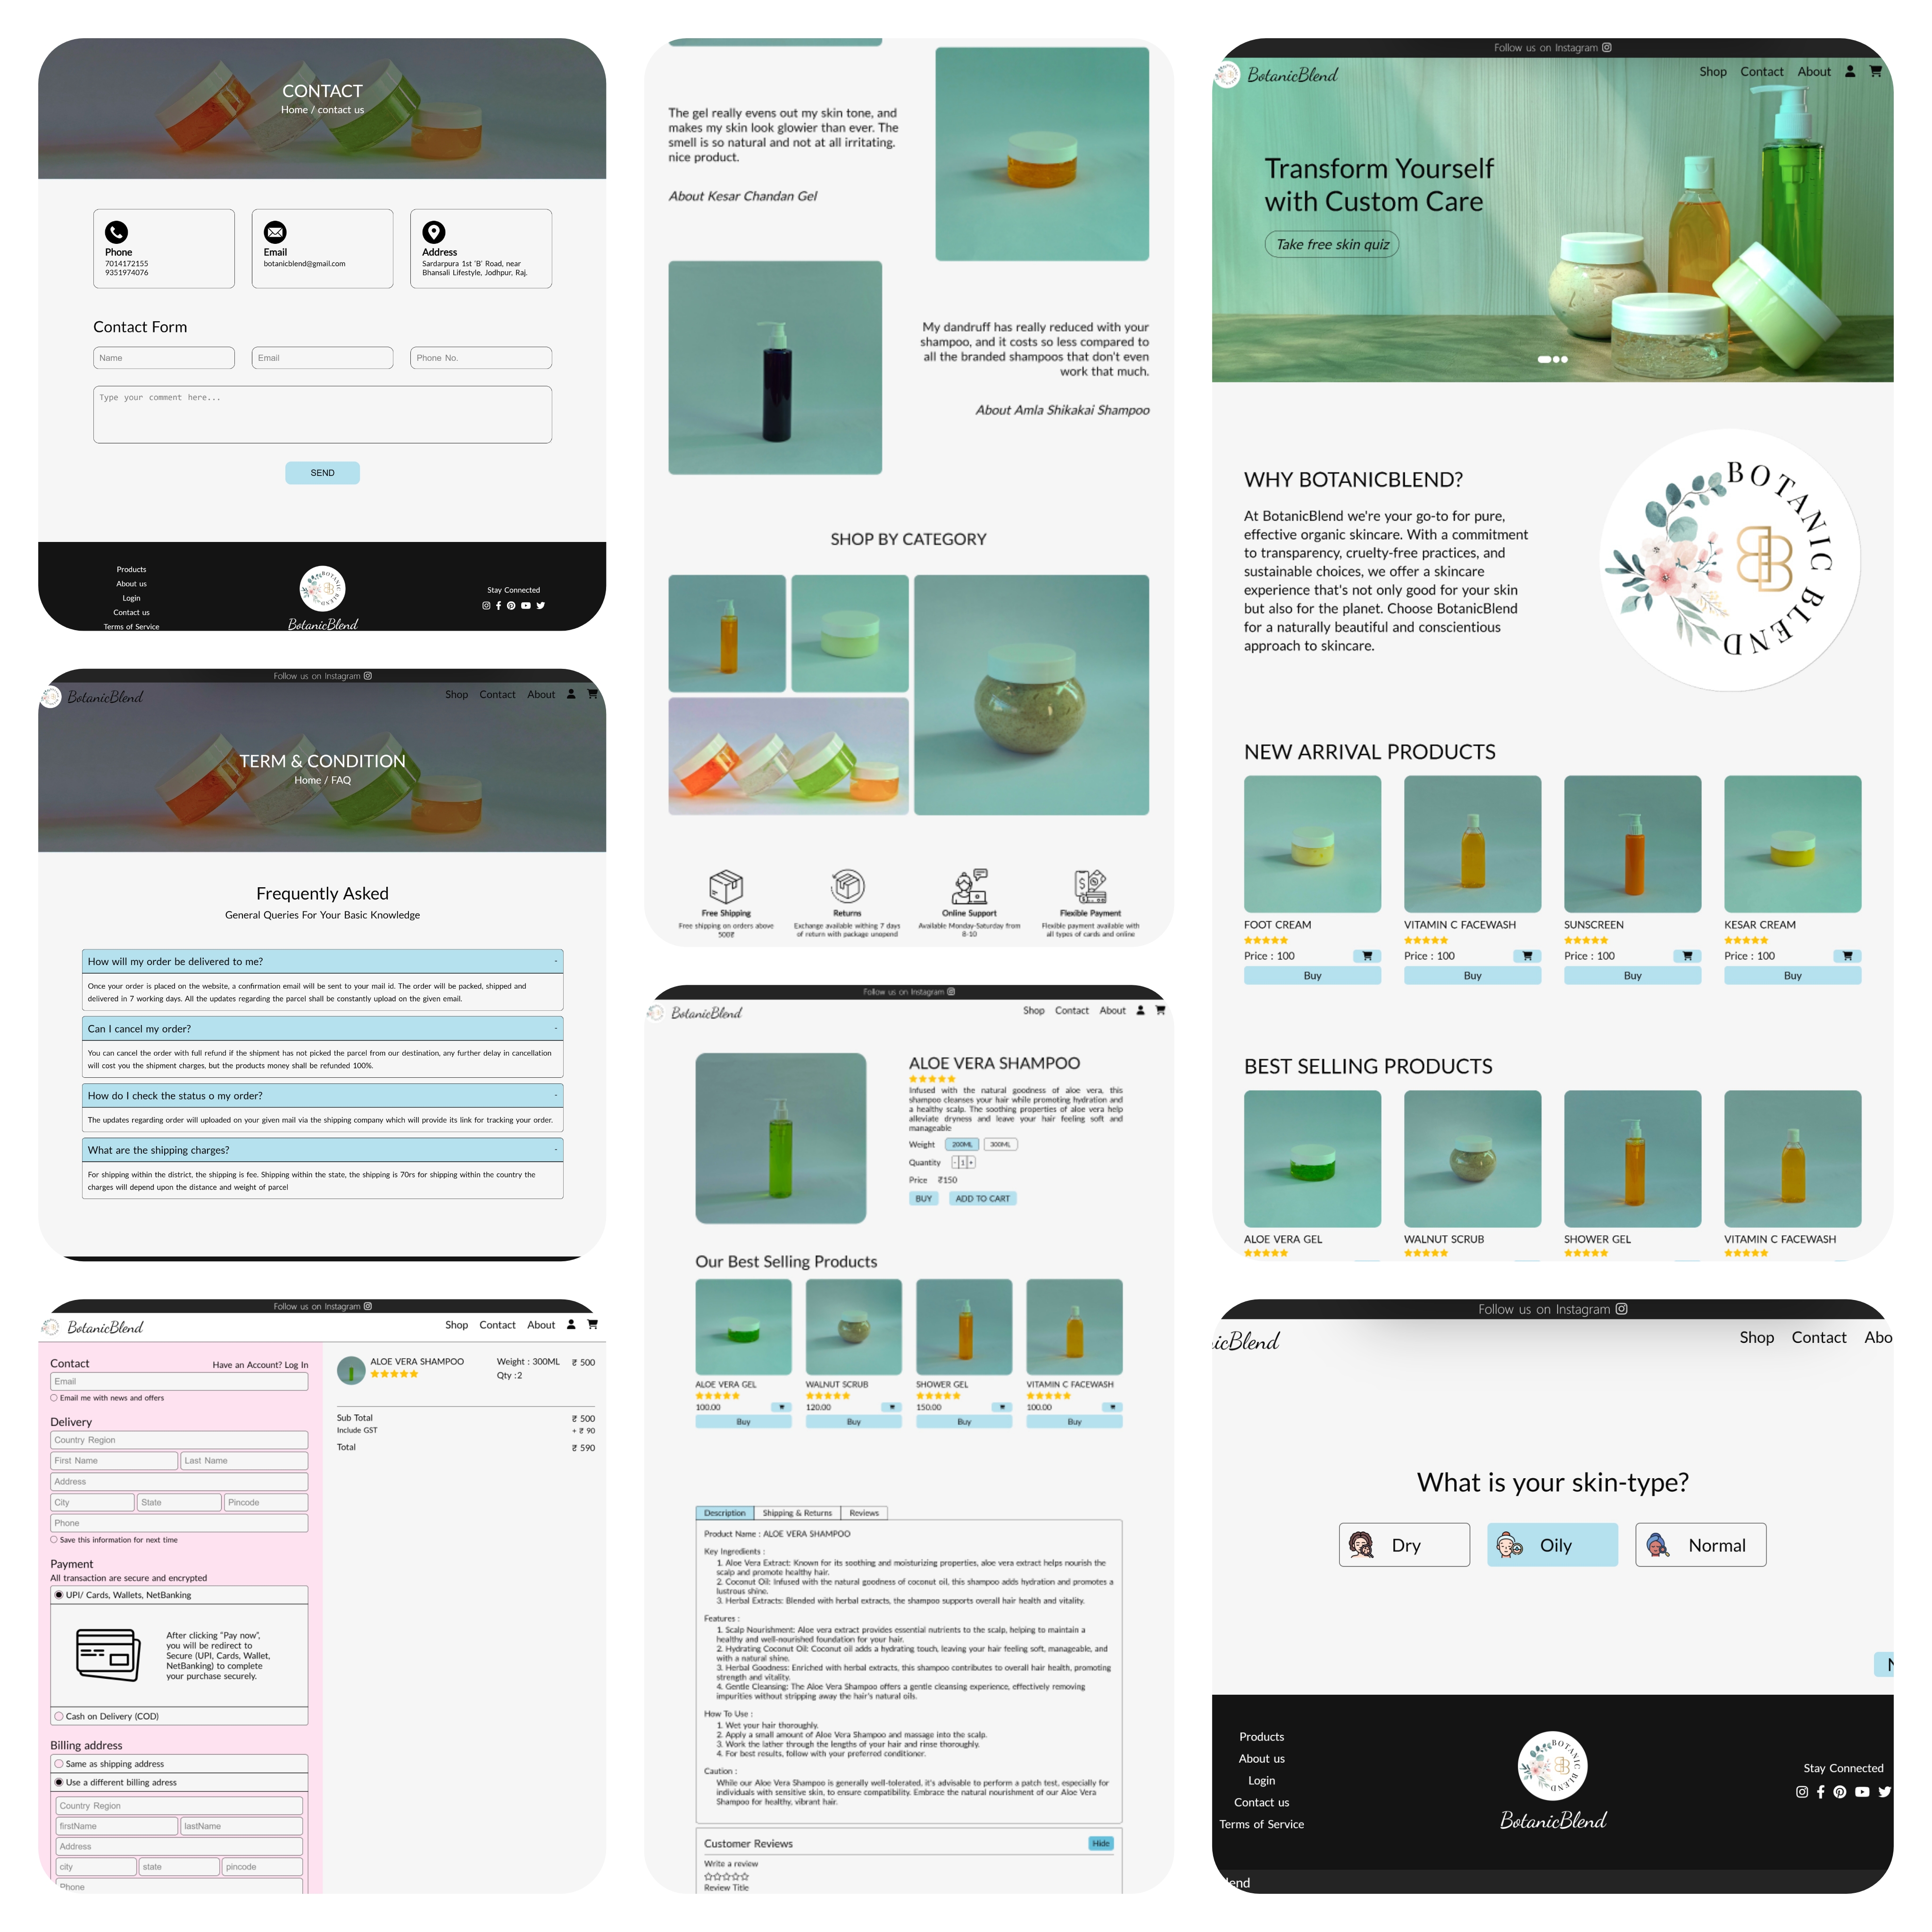 CONTACT
Home / contact us
Phone
7014172155
9351974076
Email
botanicblend@gmail.com
Address
Sardarpura 1st 'B' Road, near
Bhansali Lifestyle, Jodhpur, Raj.
Contact Form
Name
Email
Phone No.
Type your comment here...
SEND
Products
About us
Login
Contact us
Terms of Service
BOTANIC BLEND
BotanicBlend
Stay Connected
Follow us on Instagram
BotanicBlend
Shop Contact About
TERM & CONDITION
Home / FAQ
Frequently Asked
General Queries For Your Basic Knowledge
How will my order be delivered to me? -
Once your order is placed on the website, a confirmation email will be sent to your mail id. The order will be packed, shipped and
delivered in 7 working days. All the updates regarding the parcel shall be constantly upload on the given email.
Can I cancel my order? -
You can cancel the order with full refund if the shipment has not picked the parcel from our destination, any further delay in cancellation
will cost you the shipment charges, but the products money shall be refunded 100%.
How do I check the status o my order? -
The updates regarding order will uploaded on your given mail via the shipping company which will provide its link for tracking your order.
What are the shipping charges? -
For shipping within the district, the shipping is fee. Shipping within the state, the shipping is 70rs for shipping within the country the
charges will depend upon the distance and weight of parcel
Follow us on Instagram
BotanicBlend
Shop Contact About
Contact
Have an Account? Log In
Email
Email me with news and offers
Delivery
Country Region
First Name
Last Name
Address
City
State
Pincode
Phone
Save this information for next time
Payment
All transaction are secure and encrypted
UPI/ Cards, Wallets, NetBanking
After clicking "Pay now",
you will be redirect to
Secure (UPI, Cards, Wallet,
NetBanking) to complete
your purchase securely.
Cash on Delivery (COD)
Billing address
Same as shipping address
Use a different billing adress
Country Region
firstName
lastName
Address
city
state
pincode
Phone
ALOE VERA SHAMPOO
Weight : 300ML ₹ 500
Qty :2
Sub Total ₹ 500
Include GST + ₹ 90
Total ₹ 590
The gel really evens out my skin tone, and
makes my skin look glowier than ever. The
smell is so natural and not at all irritating.
nice product.
About Kesar Chandan Gel
My dandruff has really reduced with your
shampoo, and it costs so less compared to
all the branded shampoos that don't even
work that much.
About Amla Shikakai Shampoo
SHOP BY CATEGORY
Free Shipping
Free shipping on orders above
500₹
Returns
Exchange available withing 7 days
of return with package unopend
Online Support
Available Monday-Saturday from
8-10
Flexible Payment
Flexible payment available with
all types of cards and online
Follow us on Instagram
BotanicBlend
Shop Contact About
ALOE VERA SHAMPOO
Infused with the natural goodness of aloe vera, this
shampoo cleanses your hair while promoting hydration and
a healthy scalp. The soothing properties of aloe vera help
alleviate dryness and leave your hair feeling soft and
manageable
Weight 200ML 300ML
Quantity - 1 +
Price ₹150
BUY ADD TO CART
Our Best Selling Products
ALOE VERA GEL
100.00
Buy
WALNUT SCRUB
120.00
Buy
SHOWER GEL
150.00
Buy
VITAMIN C FACEWASH
100.00
Buy
Description Shipping & Returns Reviews
Product Name : ALOE VERA SHAMPOO
Key Ingredients :
1. Aloe Vera Extract: Known for its soothing and moisturizing properties, aloe vera extract helps nourish the
scalp and promote healthy hair.
2. Coconut Oil: Infused with the natural goodness of coconut oil, this shampoo adds hydration and promotes a
lustrous shine.
3. Herbal Extracts: Blended with herbal extracts, the shampoo supports overall hair health and vitality.
Features :
1. Scalp Nourishment: Aloe vera extract provides essential nutrients to the scalp, helping to maintain a
healthy and well-nourished foundation for your hair.
2. Hydrating Coconut Oil: Coconut oil adds a hydrating touch, leaving your hair feeling soft, manageable, and
with a natural shine.
3. Herbal Goodness: Enriched with herbal extracts, this shampoo contributes to overall hair health, promoting
strength and vitality.
4. Gentle Cleansing: The Aloe Vera Shampoo offers a gentle cleansing experience, effectively removing
impurities without stripping away the hair's natural oils.
How To Use :
1. Wet your hair thoroughly.
2. Apply a small amount of Aloe Vera Shampoo and massage into the scalp.
3. Work the lather through the lengths of your hair and rinse thoroughly.
4. For best results, follow with your preferred conditioner.
Caution :
While our Aloe Vera Shampoo is generally well-tolerated, it's advisable to perform a patch test, especially for
individuals with sensitive skin, to ensure compatibility. Embrace the natural nourishment of our Aloe Vera
Shampoo for healthy, vibrant hair.
Customer Reviews
Hide
Write a review
Review Title
Follow us on Instagram
BotanicBlend
Shop Contact About
Transform Yourself
with Custom Care
Take free skin quiz
WHY BOTANICBLEND?
At BotanicBlend we're your go-to for pure,
effective organic skincare. With a commitment
to transparency, cruelty-free practices, and
sustainable choices, we offer a skincare
experience that's not only good for your skin
but also for the planet. Choose BotanicBlend
for a naturally beautiful and conscientious
approach to skincare.
BOTANIC BLEND
NEW ARRIVAL PRODUCTS
FOOT CREAM
Price : 100
Buy
VITAMIN C FACEWASH
Price : 100
Buy
SUNSCREEN
Price : 100
Buy
KESAR CREAM
Price : 100
Buy
BEST SELLING PRODUCTS
ALOE VERA GEL
WALNUT SCRUB
SHOWER GEL
VITAMIN C FACEWASH
Follow us on Instagram
icBlend
Shop Contact Abo
What is your skin-type?
Dry
Oily
Normal
N
Products
About us
Login
Contact us
Terms of Service
BOTANIC BLEND
BotanicBlend
Stay Connected
lend